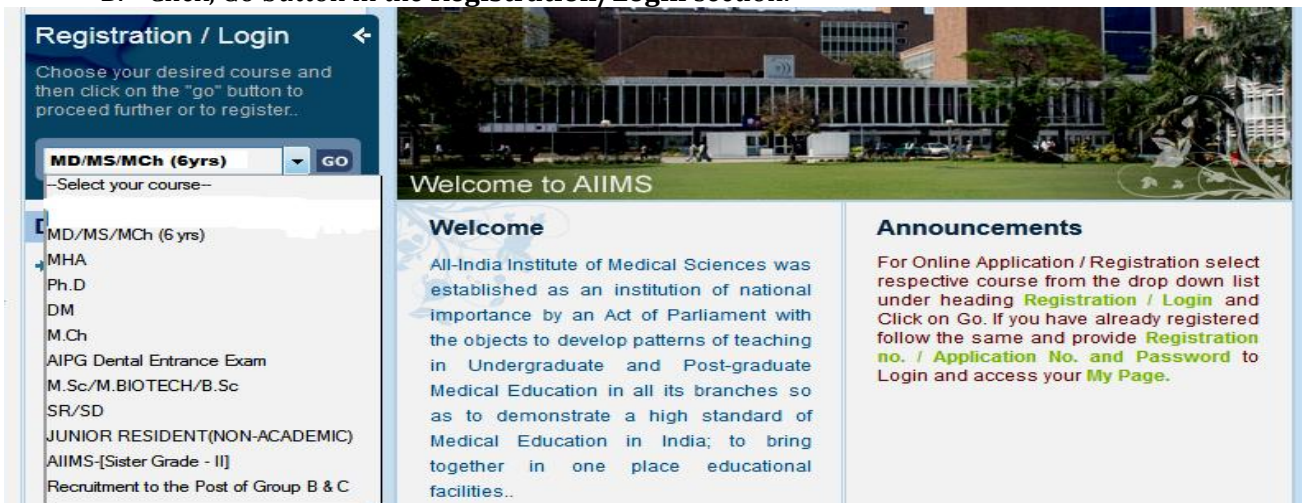 B. Click, Go button in the Registration/Login section.
Registration / Login
Choose your desired course and
then click on the "go" button to
proceed further or to register..
MD/MS/MCh (6yrs)
GO
--Select your course--
MD/MS/MCh (6 yrs)
MHA
Ph.D
DM
M.Ch
AIPG Dental Entrance Exam
M.Sc/M.BIOTECH/B.Sc
SR/SD
JUNIOR RESIDENT(NON-ACADEMIC)
AIIMS-[Sister Grade - II]
Recruitment to the Post of Group B & C
Welcome to AIIMS
Welcome
All-India Institute of Medical Sciences was
established as an institution of national
importance by an Act of Parliament with
the objects to develop patterns of teaching
in Undergraduate and Post-graduate
Medical Education in all its branches so
as to demonstrate a high standard of
Medical Education in India; to bring
together in one place educational
facilities..
Announcements
For Online Application / Registration select
respective course from the drop down list
under heading Registration / Login and
Click on Go. If you have already registered
follow the same and provide Registration
no. / Application No. and Password to
Login and access your My Page.